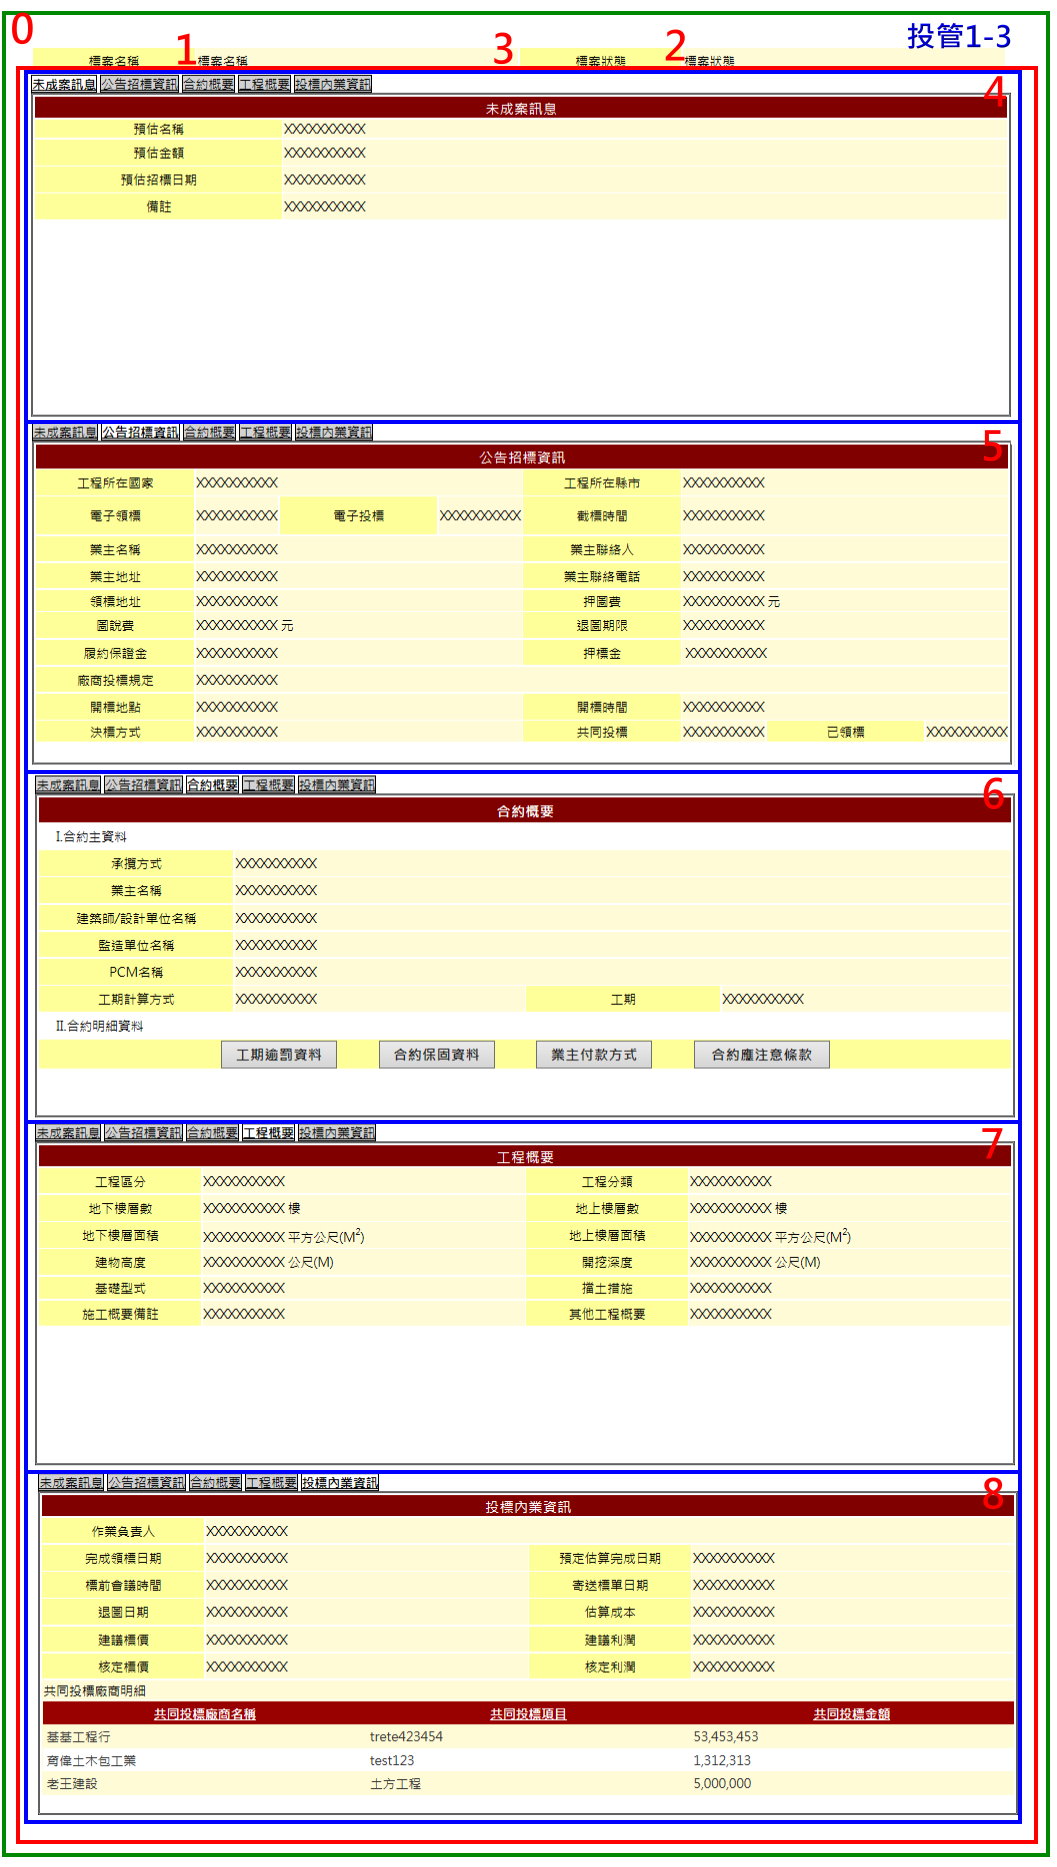 0
投管1-3
標案名稱 1 標案名稱 3 標案狀態 2 標案狀態
未成案訊息 公告招標資訊 合約概要 工程概要 投標內業資訊
4
未成案訊息
預估名稱 XXXXXXXXXX
預估金額 XXXXXXXXXX
預估招標日期 XXXXXXXXXX
備註 XXXXXXXXXX
未成案訊息 公告招標資訊 合約概要 工程概要 投標內業資訊
5
公告招標資訊
工程所在國家 XXXXXXXXXX 工程所在縣市 XXXXXXXXXX
電子領標 XXXXXXXXXX 電子投標 XXXXXXXXXX 截標時間 XXXXXXXXXX
業主名稱 XXXXXXXXXX 業主聯絡人 XXXXXXXXXX
業主地址 XXXXXXXXXX 業主聯絡電話 XXXXXXXXXX
領標地址 XXXXXXXXXX 押圖費 XXXXXXXXXX 元
圖說費 XXXXXXXXXX 元 退圖期限 XXXXXXXXXX
履約保證金 XXXXXXXXXX 押標金 XXXXXXXXXX
廠商投標規定 XXXXXXXXXX
開標地點 XXXXXXXXXX 開標時間 XXXXXXXXXX
決標方式 XXXXXXXXXX 共同投標 XXXXXXXXXX 已領標 XXXXXXXXXX
未成案訊息 公告招標資訊 合約概要 工程概要 投標內業資訊
6
合約概要
I.合約主資料
承攬方式 XXXXXXXXXX
業主名稱 XXXXXXXXXX
建築師/設計單位名稱 XXXXXXXXXX
監造單位名稱 XXXXXXXXXX
PCM名稱 XXXXXXXXXX
工期計算方式 XXXXXXXXXX 工期 XXXXXXXXXX
II.合約明細資料
工期逾罰資料 合約保固資料 業主付款方式 合約應注意條款
未成案訊息 公告招標資訊 合約概要 工程概要 投標內業資訊
7
工程概要
工程區分 XXXXXXXXXX 工程分類 XXXXXXXXXX
地下樓層數 XXXXXXXXXX 樓 地上樓層數 XXXXXXXXXX 樓
地下樓層面積 XXXXXXXXXX 平方公尺(M²) 地上樓層面積 XXXXXXXXXX 平方公尺(M²)
建物高度 XXXXXXXXXX 公尺(M) 開挖深度 XXXXXXXXXX 公尺(M)
基礎型式 XXXXXXXXXX 擋土措施 XXXXXXXXXX
施工概要備註 XXXXXXXXXX 其他工程概要 XXXXXXXXXX
未成案訊息 公告招標資訊 合約概要 工程概要 投標內業資訊
8
投標內業資訊
作業負責人 XXXXXXXXXX
完成領標日期 XXXXXXXXXX 預定估算完成日期 XXXXXXXXXX
標前會議時間 XXXXXXXXXX 寄送標單日期 XXXXXXXXXX
退圖日期 XXXXXXXXXX 估算成本 XXXXXXXXXX
建議標價 XXXXXXXXXX 建議利潤 XXXXXXXXXX
核定標價 XXXXXXXXXX 核定利潤 XXXXXXXXXX
共同投標廠商明細
共同投標廠商名稱 共同投標項目 共同投標金額
基基工程行 trete423454 53,453,453
育偉土木包工業 test123 1,312,313
老王建設 土方工程 5,000,000